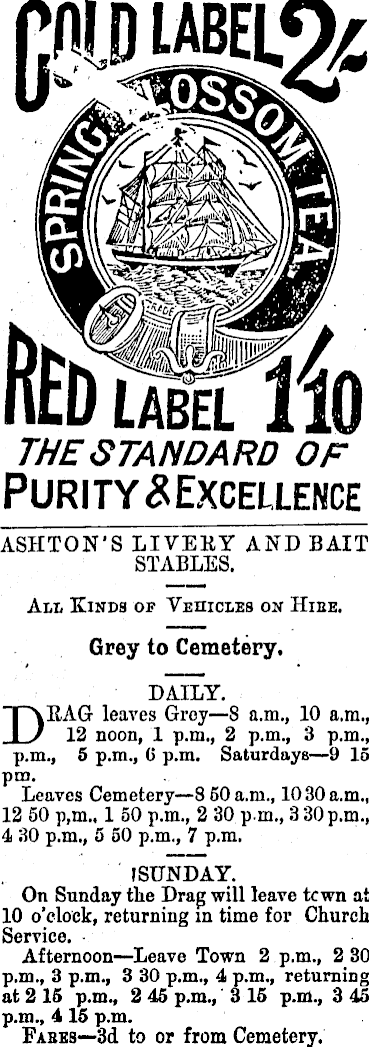 GOLD LABEL 2/-
SPRING BLOSSOM TEA
TRADE MARK
RED LABEL 1/10
THE STANDARD OF
PURITY & EXCELLENCE
ASHTON'S LIVERY AND BAIT
STABLES.
ALL KINDS OF VEHICLES ON HIRE.
Grey to Cemetery.
DAILY.
DRAG leaves Grey—8 a.m., 10 a.m.,
12 noon, 1 p.m., 2 p.m., 3 p.m.,
p.m., 5 p.m., 6 p.m. Saturdays—9 15
pm.
Leaves Cemetery—8 50 a.m., 10 30 a.m.,
12 50 p,m., 1 50 p.m., 2 30 p.m., 3 30 p.m.,
4 30 p.m., 5 50 p.m., 7 p.m.
SUNDAY.
On Sunday the Drag will leave town at
10 o'clock, returning in time for Church
Service.
Afternoon—Leave Town 2 p.m., 2 30
p.m., 3 p.m., 3 30 p.m., 4 p.m., returning
at 2 15 p.m., 2 45 p.m., 3 15 p.m., 3 45
p.m., 4 15 p.m.
FARES—3d to or from Cemetery.